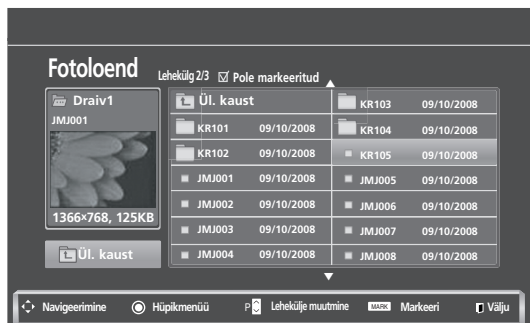 Fotoloend
Lehekülg 2/3 Pole markeeritud
Draiv1
JMJ001
1366×768, 125KB
Ül. kaust
Ül. kaust
KR101 09/10/2008
KR102 09/10/2008
JMJ001 09/10/2008
JMJ002 09/10/2008
JMJ003 09/10/2008
JMJ004 09/10/2008
KR103 09/10/2008
KR104 09/10/2008
KR105 09/10/2008
JMJ005 09/10/2008
JMJ006 09/10/2008
JMJ007 09/10/2008
JMJ008 09/10/2008
Navigeerimine Hüpikmenüü P Lehekülje muutmine MARK Markeeri Välju